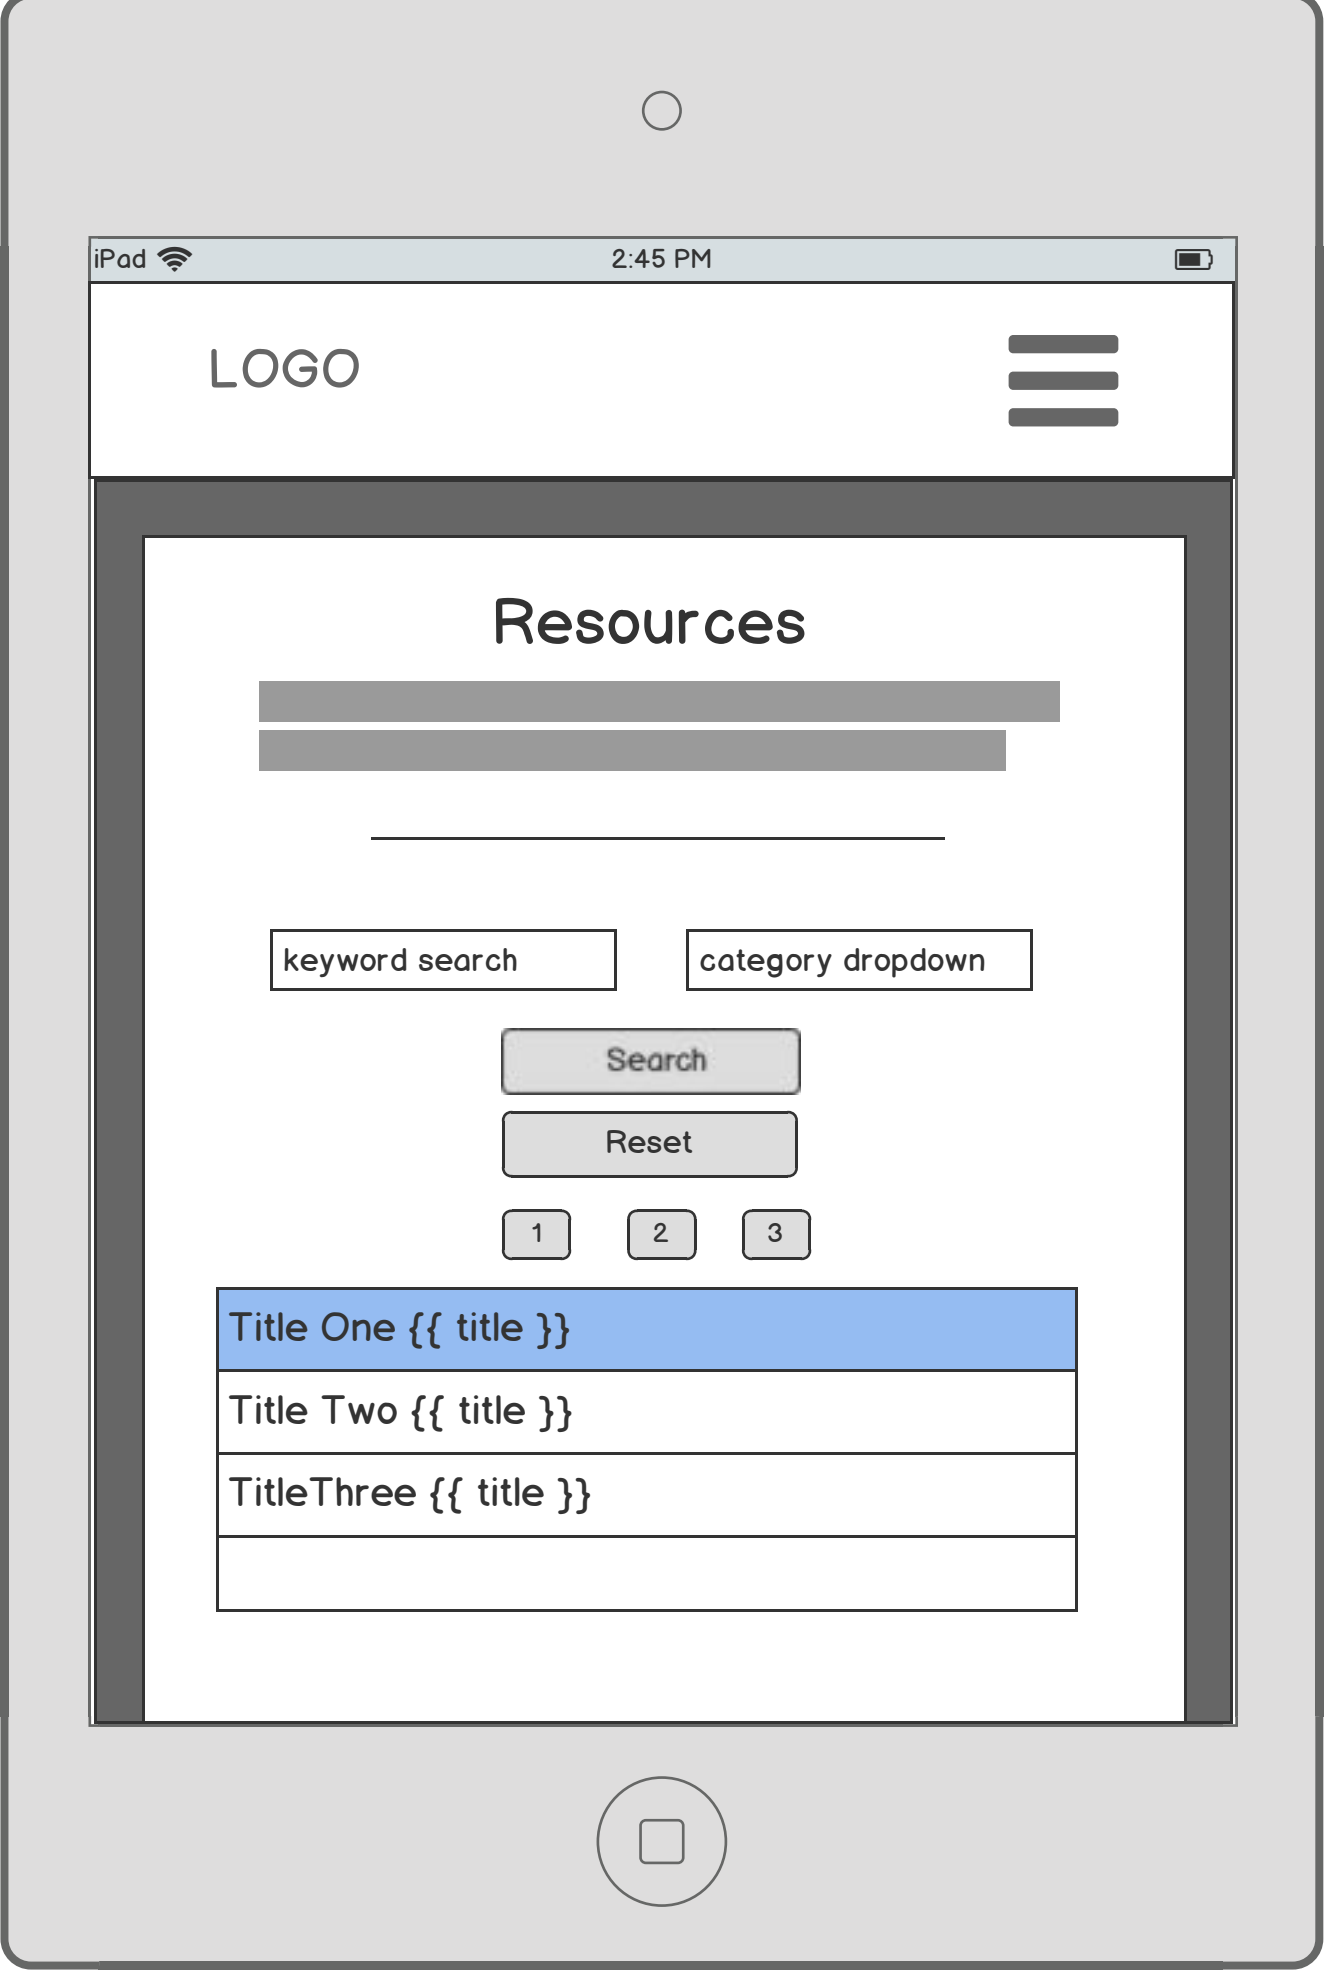 iPad 2:45 PM
LOGO
Resources
keyword search category dropdown
Search
Reset
1 2 3
Title One {{ title }}
Title Two {{ title }}
TitleThree {{ title }}